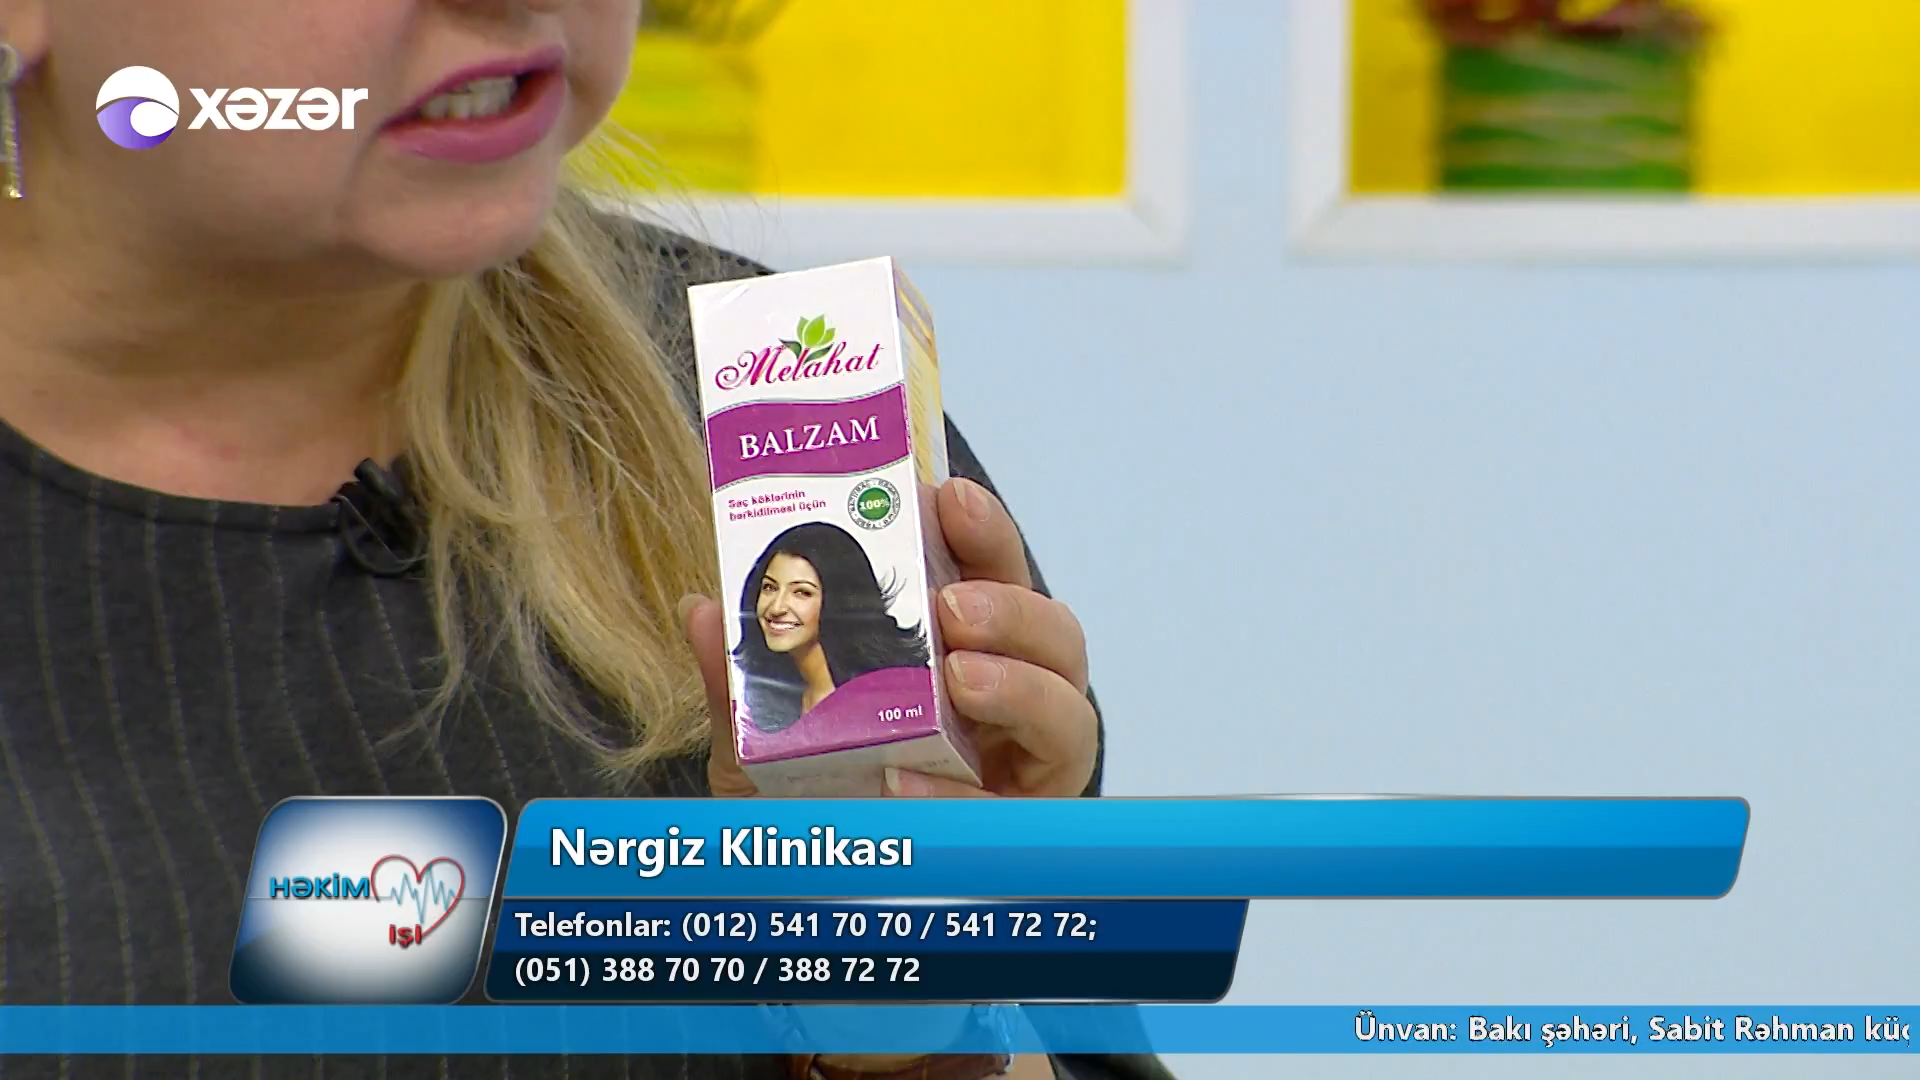 xəzər
Melahat
BALZAM
Saç köklərinin
bərkidilməsi üçün
100%
100 ml
HƏKİM
İŞİ
Nərgiz Klinikası
Telefonlar: (012) 541 70 70 / 541 72 72;
(051) 388 70 70 / 388 72 72
Ünvan: Bakı şəhəri, Sabit Rəhman